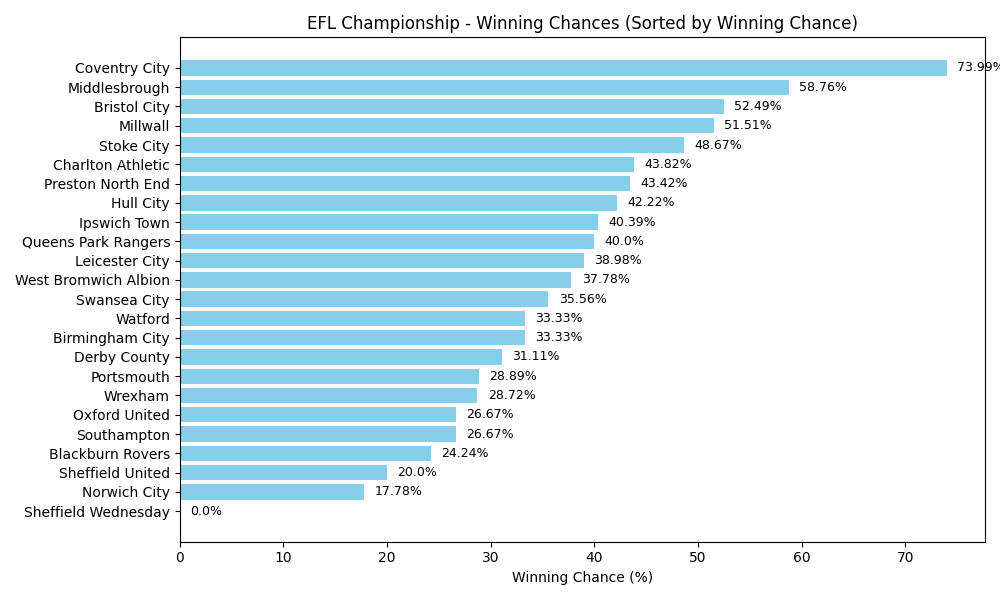 EFL Championship - Winning Chances (Sorted by Winning Chance)
Coventry City 73.99%
Middlesbrough 58.76%
Bristol City 52.49%
Millwall 51.51%
Stoke City 48.67%
Charlton Athletic 43.82%
Preston North End 43.42%
Hull City 42.22%
Ipswich Town 40.39%
Queens Park Rangers 40.0%
Leicester City 38.98%
West Bromwich Albion 37.78%
Swansea City 35.56%
Watford 33.33%
Birmingham City 33.33%
Derby County 31.11%
Portsmouth 28.89%
Wrexham 28.72%
Oxford United 26.67%
Southampton 26.67%
Blackburn Rovers 24.24%
Sheffield United 20.0%
Norwich City 17.78%
Sheffield Wednesday 0.0%
0 10 20 30 40 50 60 70
Winning Chance (%)